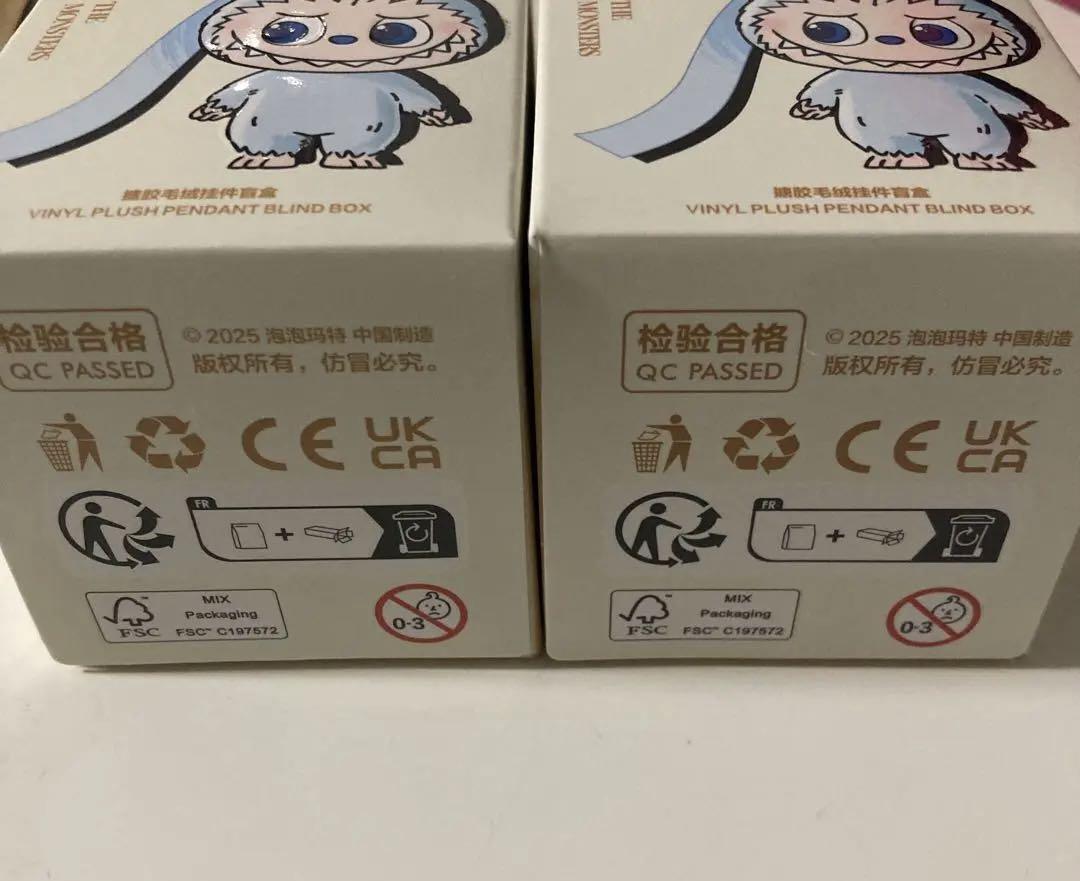 THE
MONSTERS
搪胶毛绒挂件盲盒
VINYL PLUSH PENDANT BLIND BOX
检验合格
QC PASSED
© 2025 泡泡玛特 中国制造
版权所有，仿冒必究。
CE
UK
CA
FR
MIX
Packaging
FSC™ C197572
FSC™
0-3
THE
MONSTERS
搪胶毛绒挂件盲盒
VINYL PLUSH PENDANT BLIND BOX
检验合格
QC PASSED
© 2025 泡泡玛特 中国制造
版权所有，仿冒必究。
CE
UK
CA
FR
MIX
Packaging
FSC™ C197572
FSC™
0-3